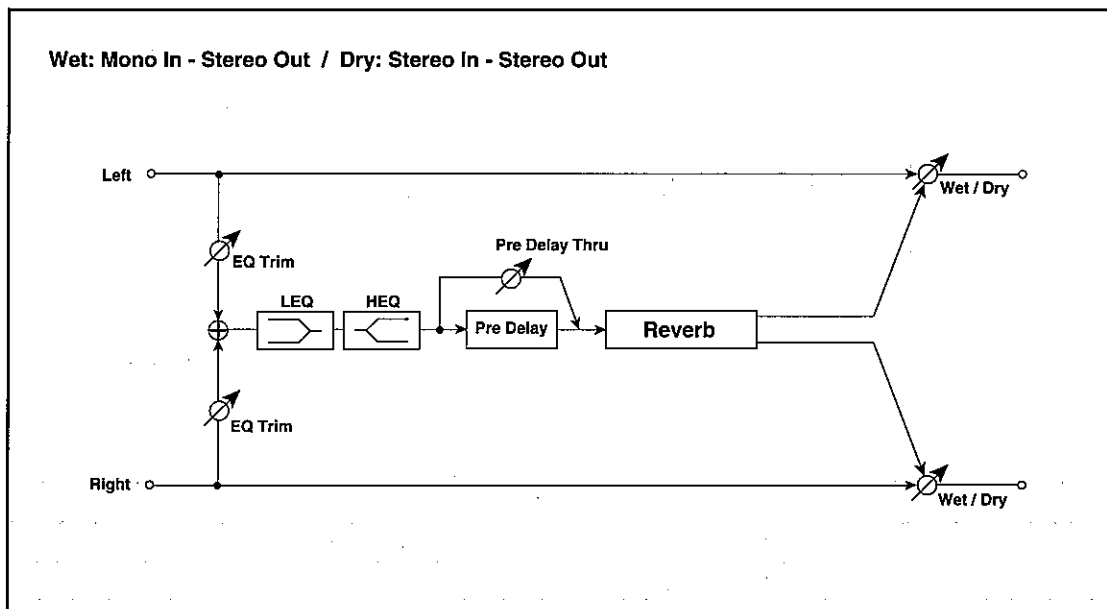 Wet: Mono In - Stereo Out / Dry: Stereo In - Stereo Out
Left
Wet / Dry
EQ Trim
Pre Delay Thru
LEQ
HEQ
Pre Delay
Reverb
EQ Trim
Right
Wet / Dry